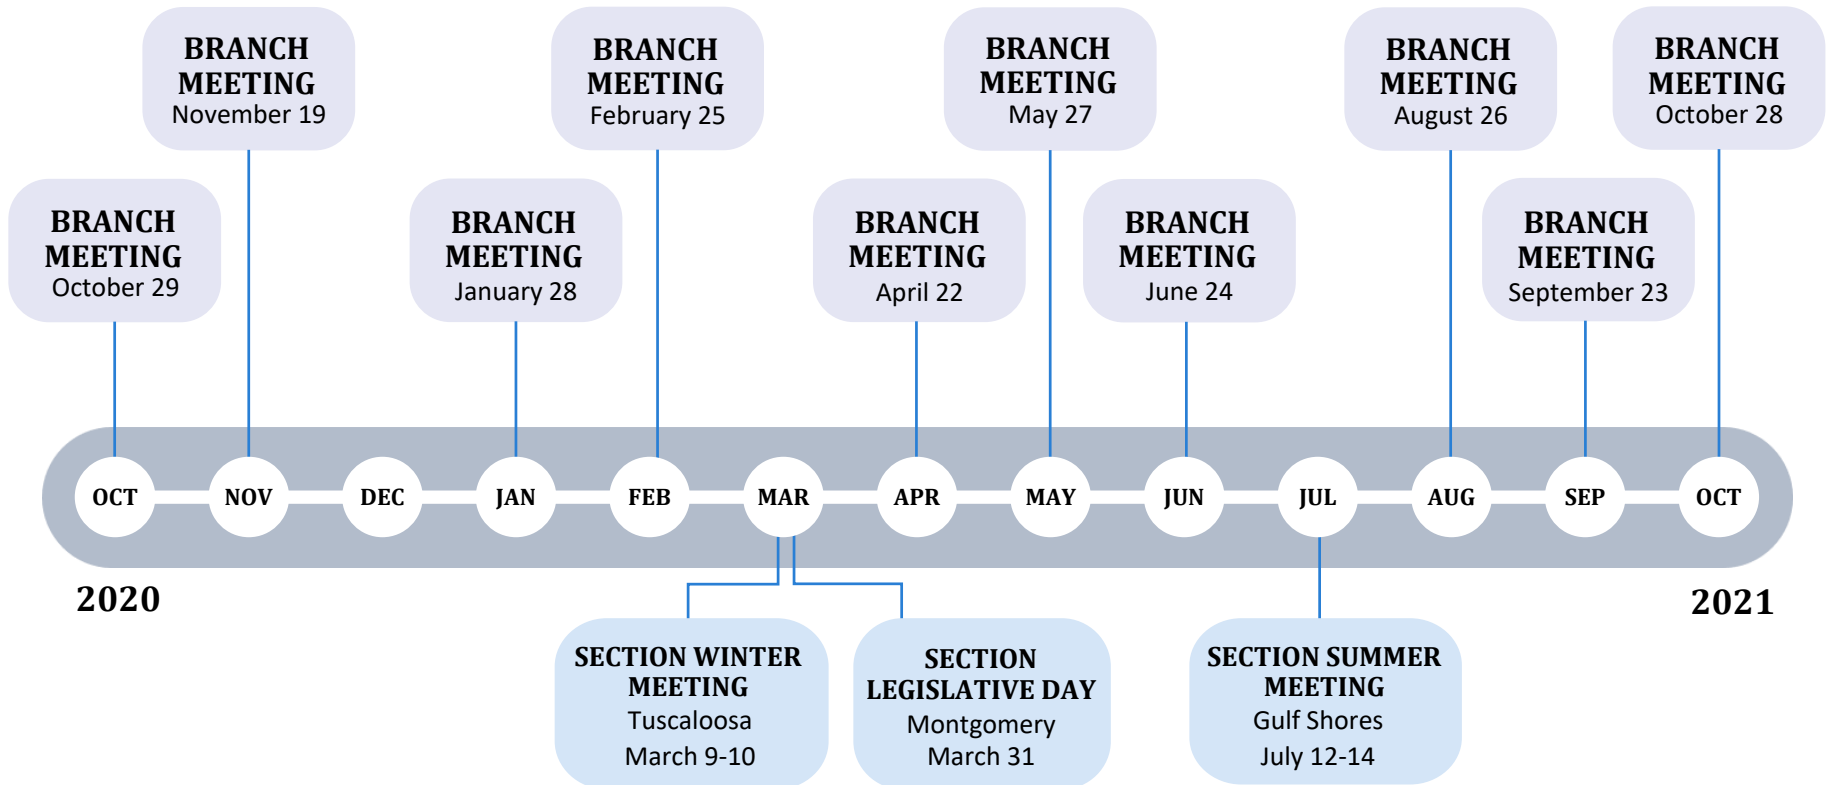 BRANCH
MEETING
November 19
BRANCH
MEETING
February 25
BRANCH
MEETING
May 27
BRANCH
MEETING
August 26
BRANCH
MEETING
October 28
BRANCH
MEETING
October 29
BRANCH
MEETING
January 28
BRANCH
MEETING
April 22
BRANCH
MEETING
June 24
BRANCH
MEETING
September 23
OCT
NOV
DEC
JAN
FEB
MAR
APR
MAY
JUN
JUL
AUG
SEP
OCT
2020
2021
SECTION WINTER
MEETING
Tuscaloosa
March 9-10
SECTION
LEGISLATIVE DAY
Montgomery
March 31
SECTION SUMMER
MEETING
Gulf Shores
July 12-14